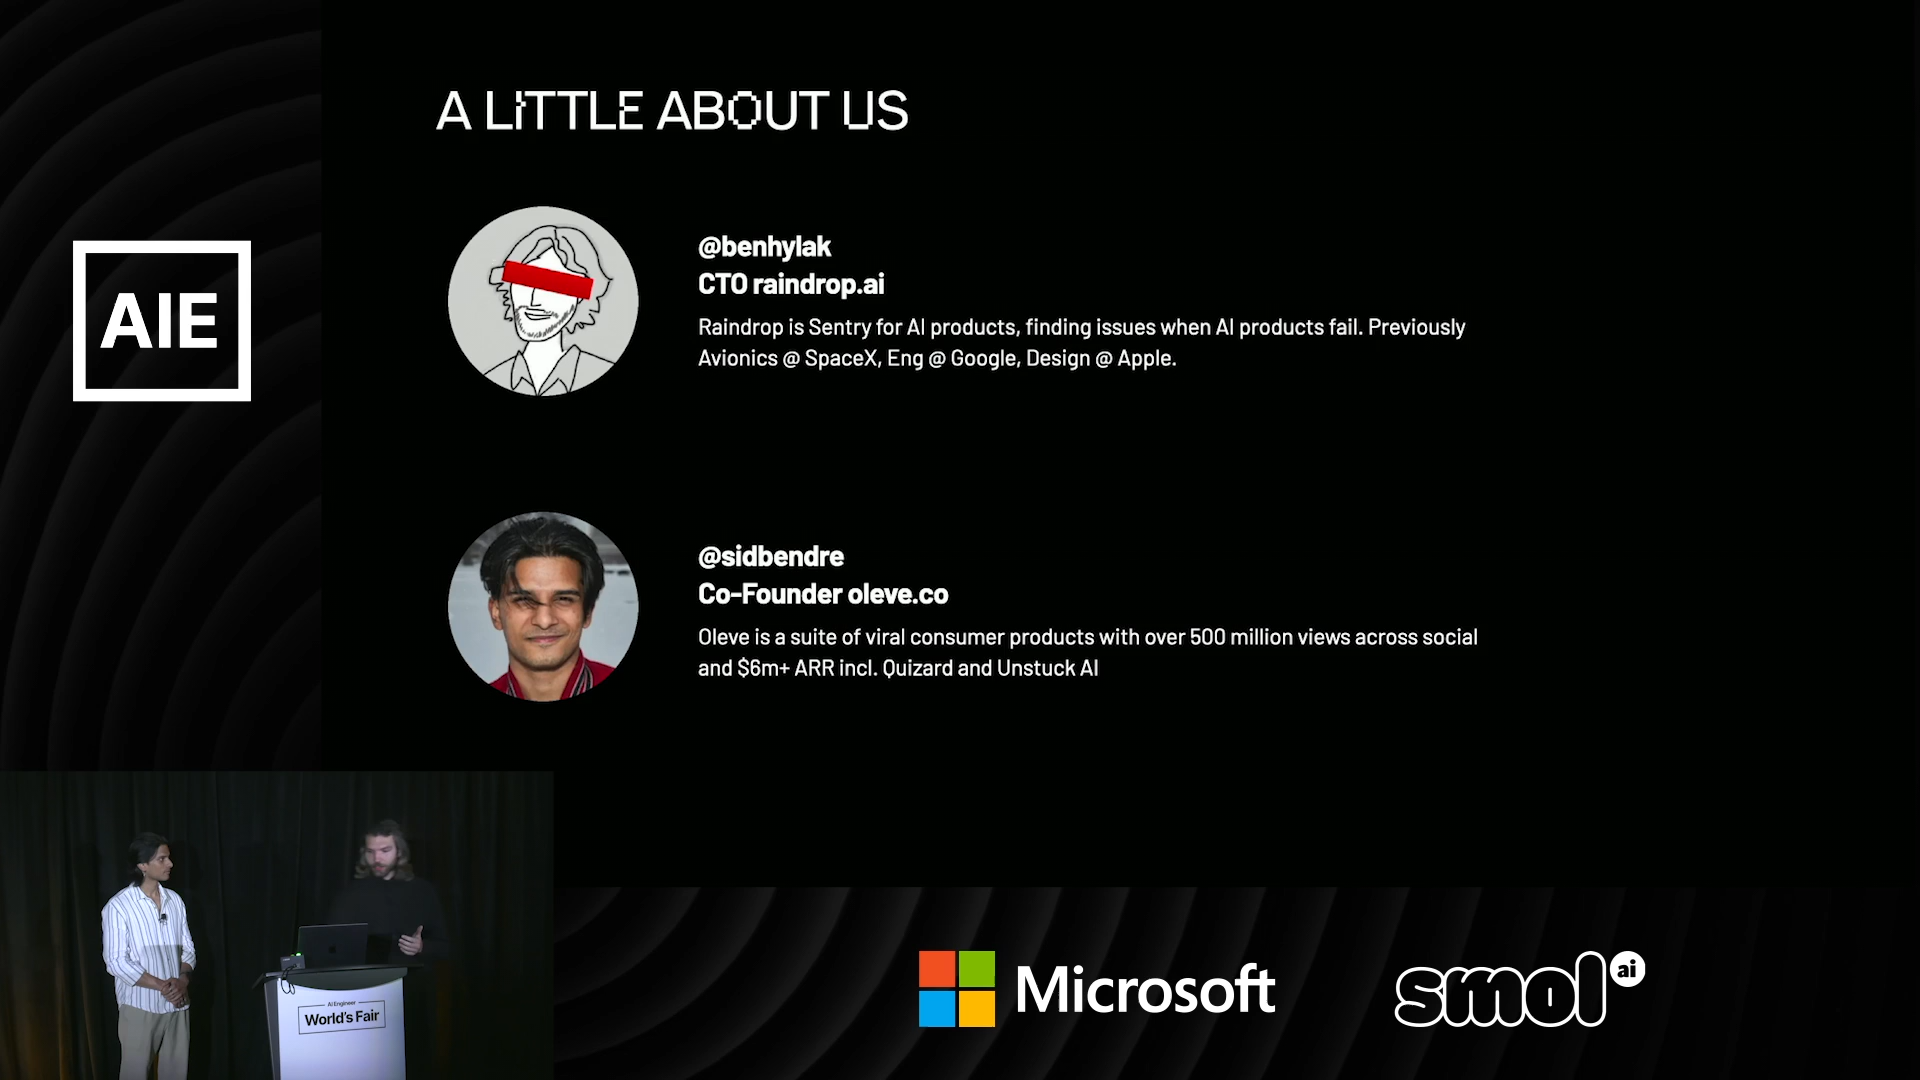 A LITTLE ABOUT US
AIE
@benhylak
CTO raindrop.ai
Raindrop is Sentry for AI products, finding issues when AI products fail. Previously
Avionics @ SpaceX, Eng @ Google, Design @ Apple.
@sidbendre
Co-Founder oleve.co
Oleve is a suite of viral consumer products with over 500 million views across social
and $6m+ ARR incl. Quizard and Unstuck AI
AI Engineer
World's Fair
Microsoft
smol ai